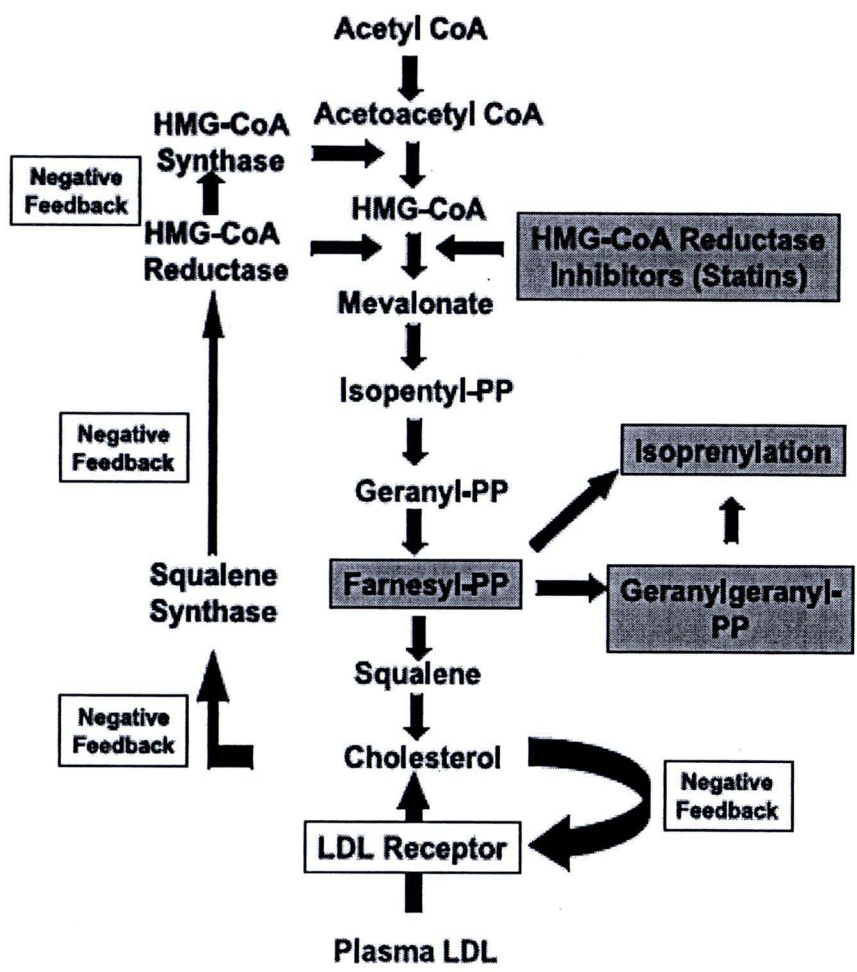 Acetyl CoA
Acetoacetyl CoA
HMG-CoA
Synthase
Negative
Feedback
HMG-CoA
HMG-CoA
Reductase
HMG-CoA Reductase
Inhibitors (Statins)
Mevalonate
Isopentyl-PP
Negative
Feedback
Isoprenylation
Geranyl-PP
Squalene
Synthase
Farnesyl-PP
Geranylgeranyl-
PP
Squalene
Negative
Feedback
Cholesterol
Negative
Feedback
LDL Receptor
Plasma LDL